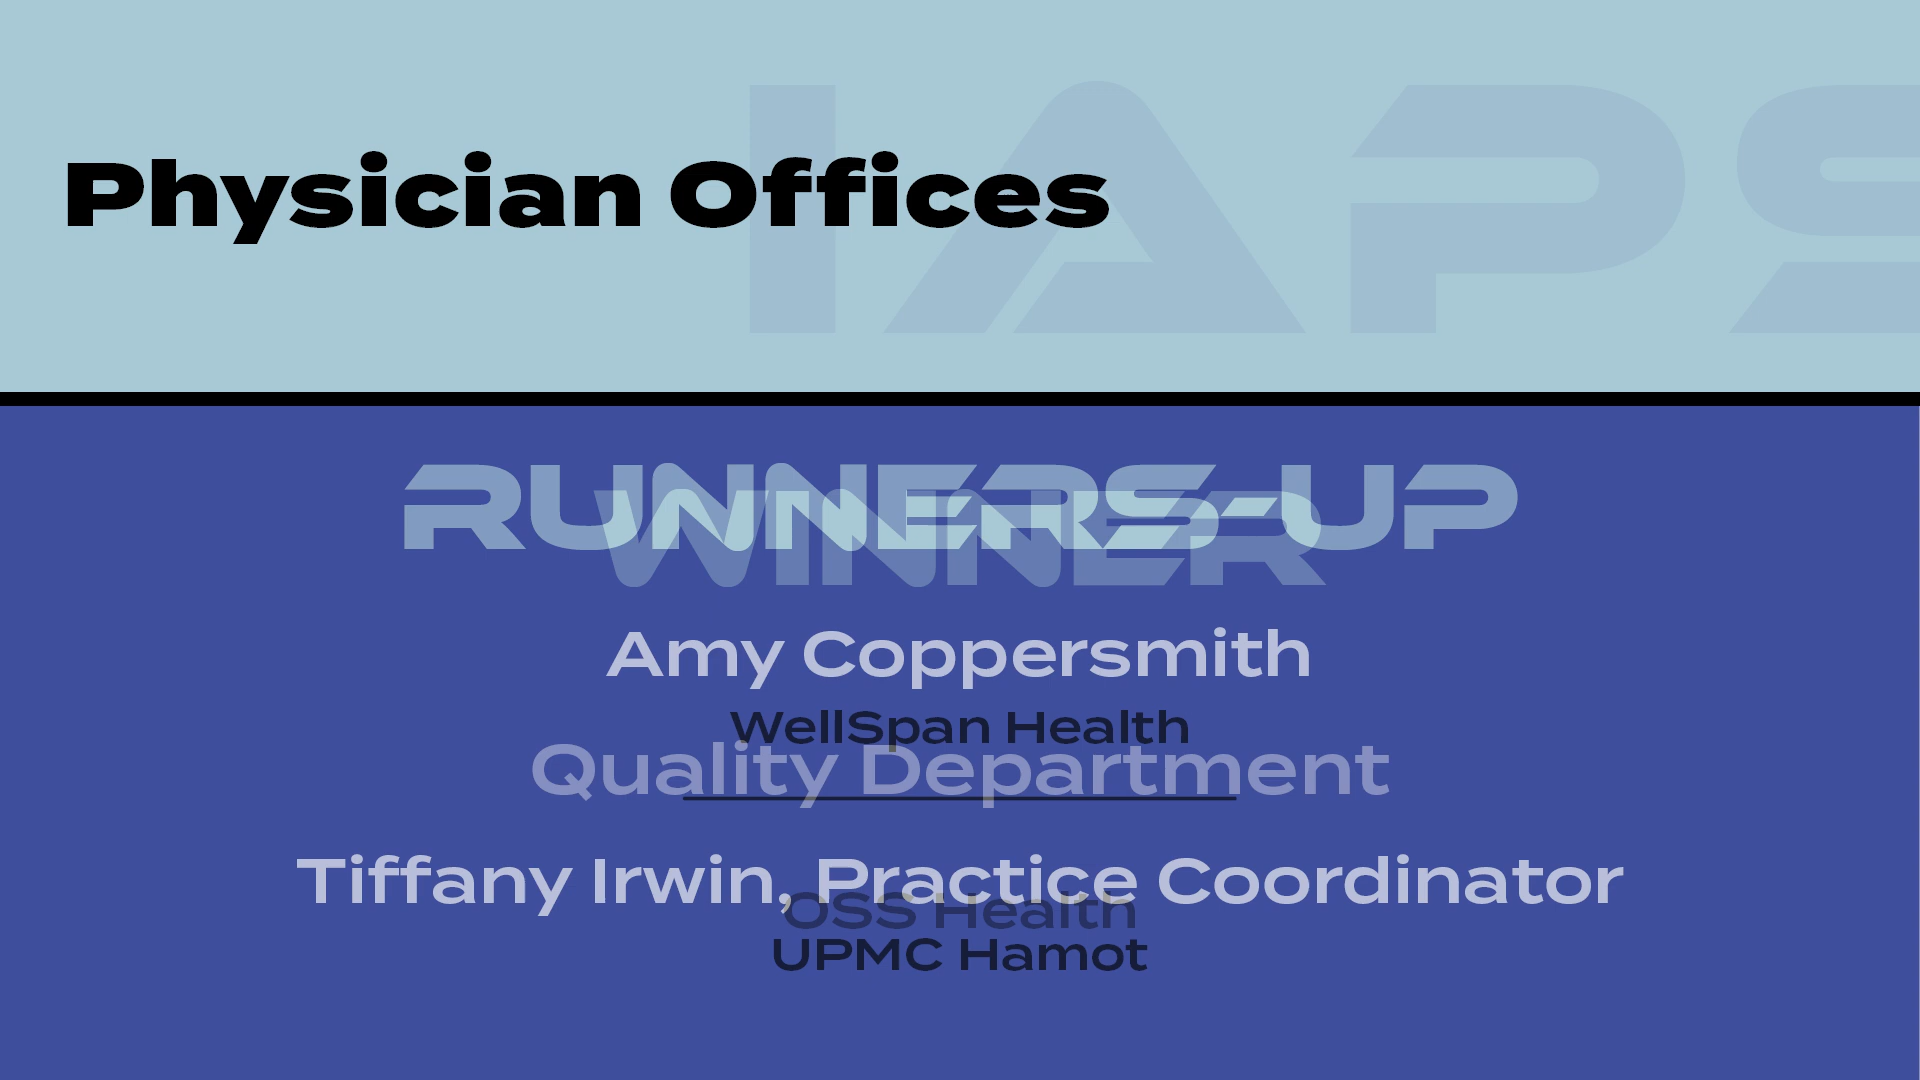 Physician Offices
IAPS
RUNNERS-UP
WINNER
Amy Coppersmith
WellSpan Health
Quality Department
Tiffany Irwin, Practice Coordinator
OSS Health
UPMC Hamot